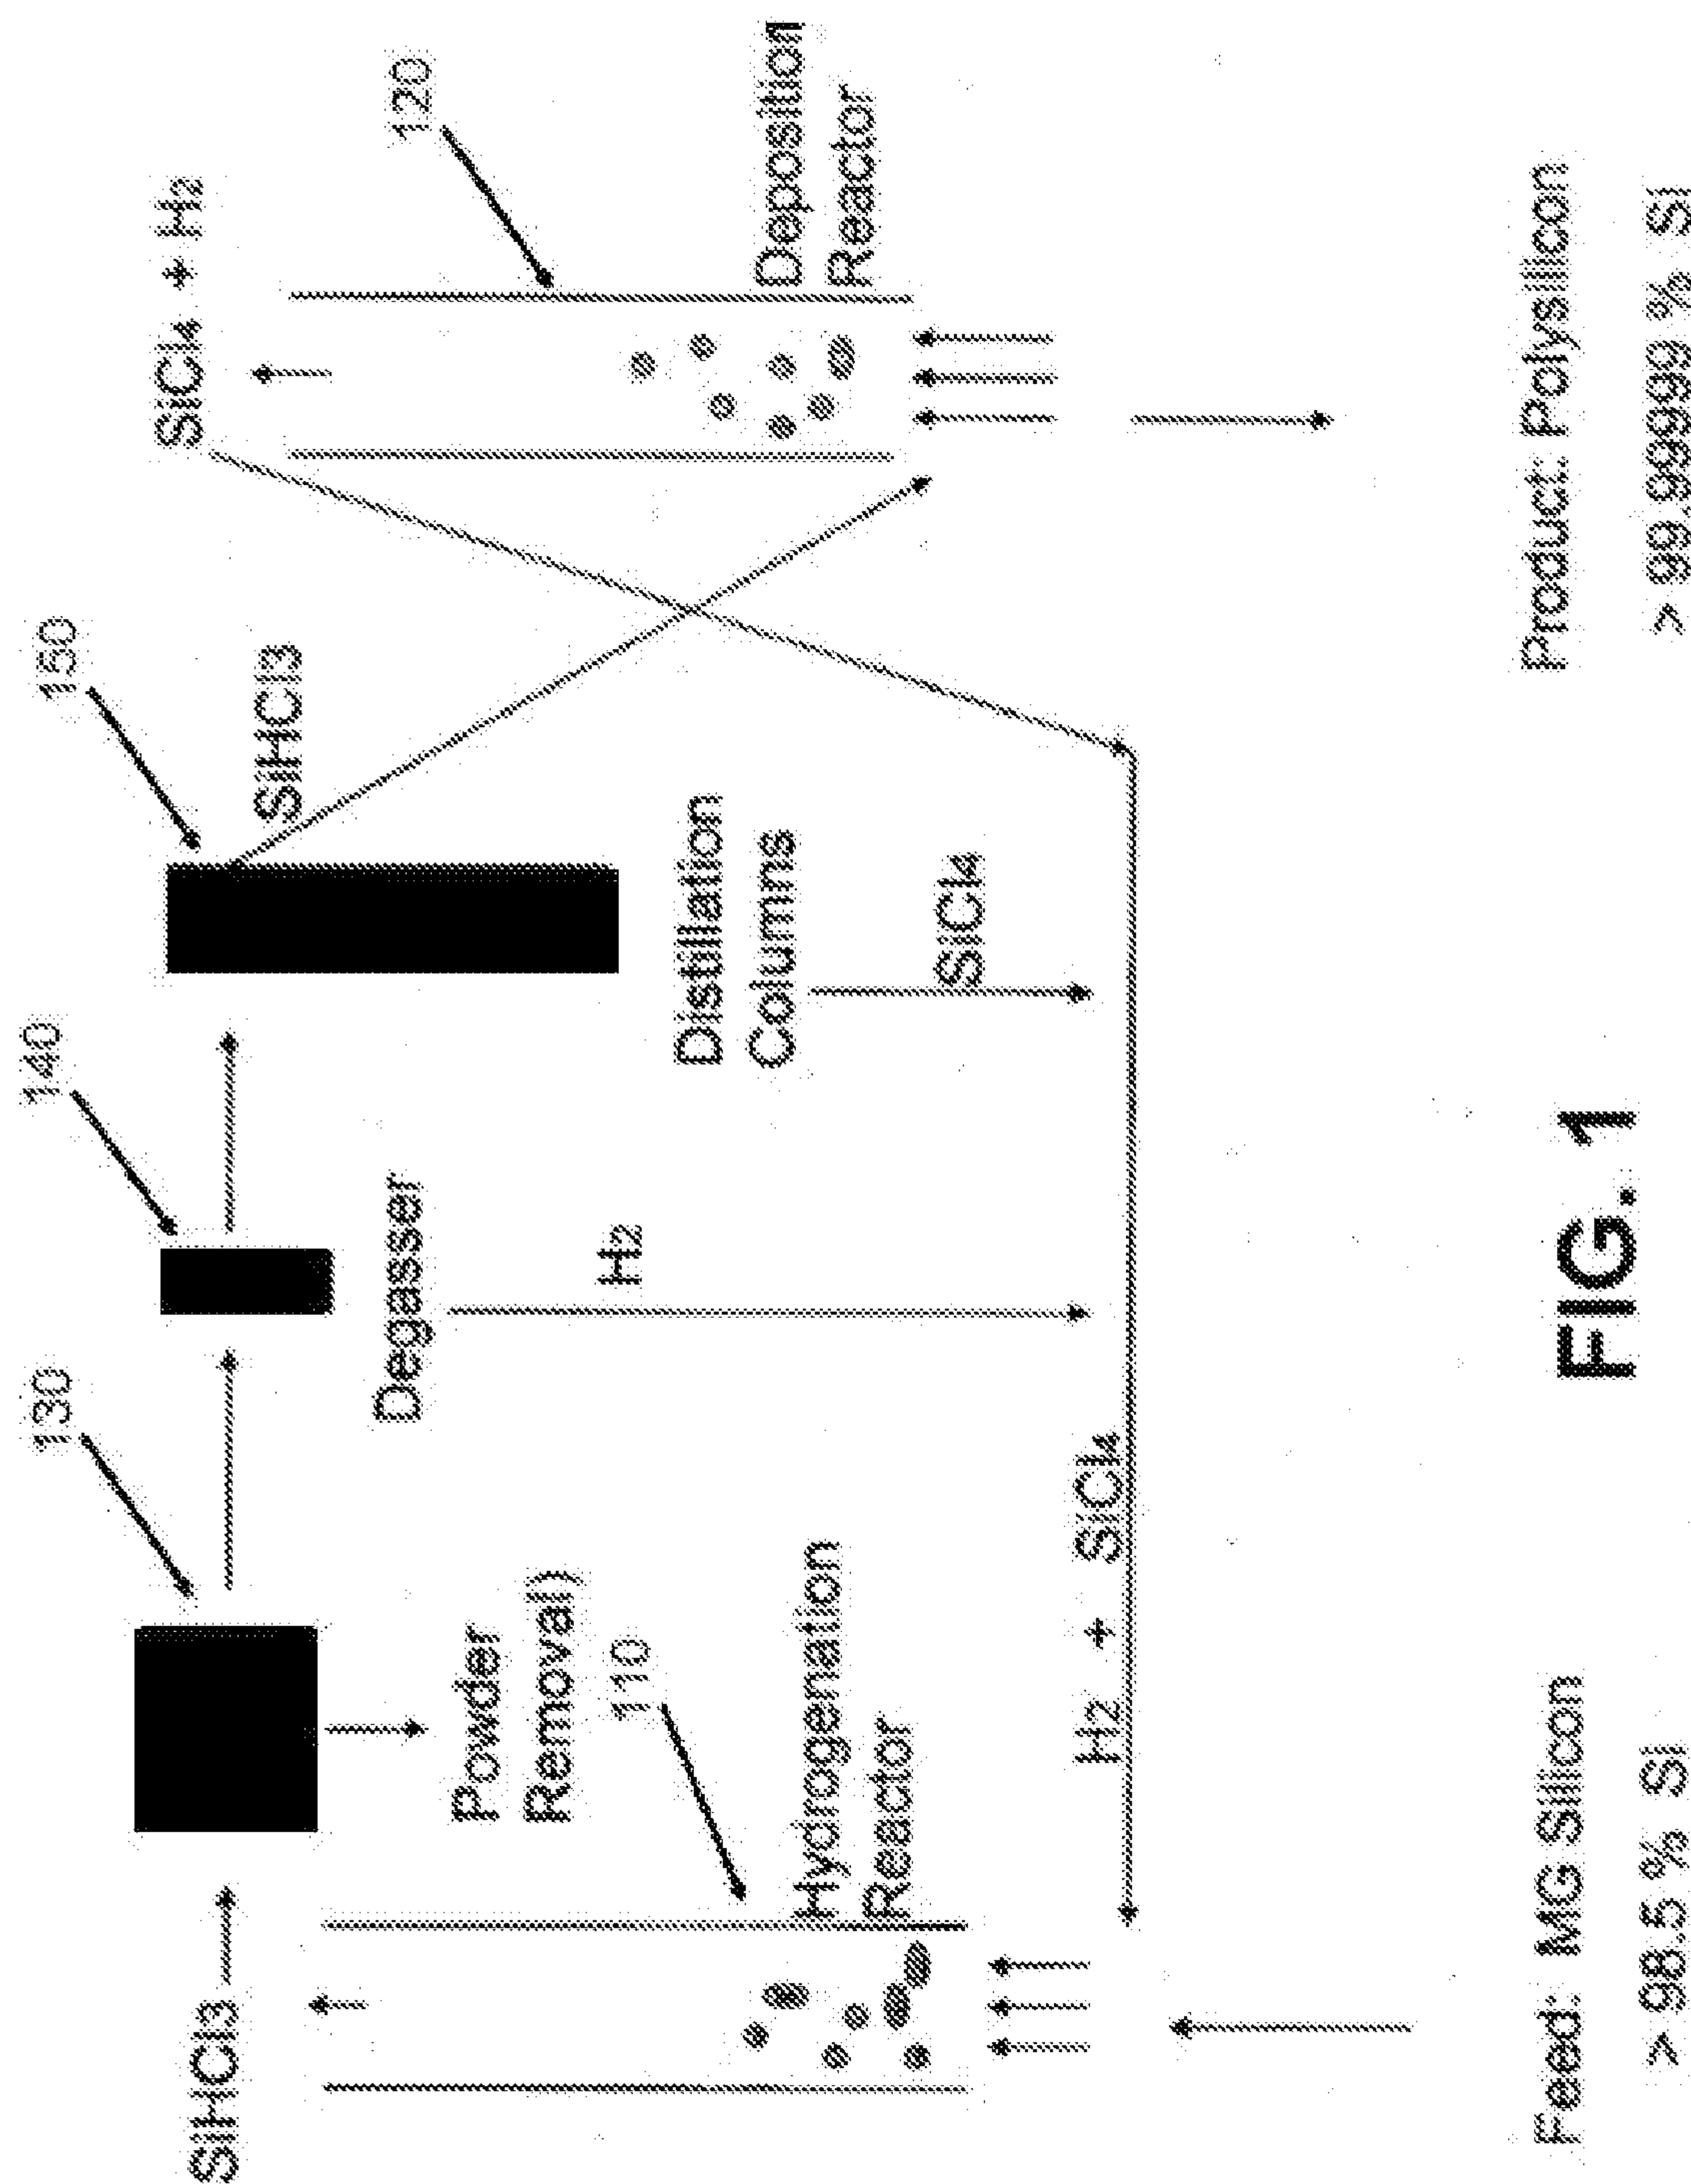 130
140
150
120
SiHCl3
Powder
Removal)
Degasser
H2
Distillation
Columns
SiHCl3
SiCl4
SiCl4 + H2
Deposition
Reactor
110
Hydrogenation
Reactor
H2 + SiCl4
Feed: MG Silicon
> 98.5 % Si
Product: Polysilicon
> 99.99999 % Si
FIG. 1